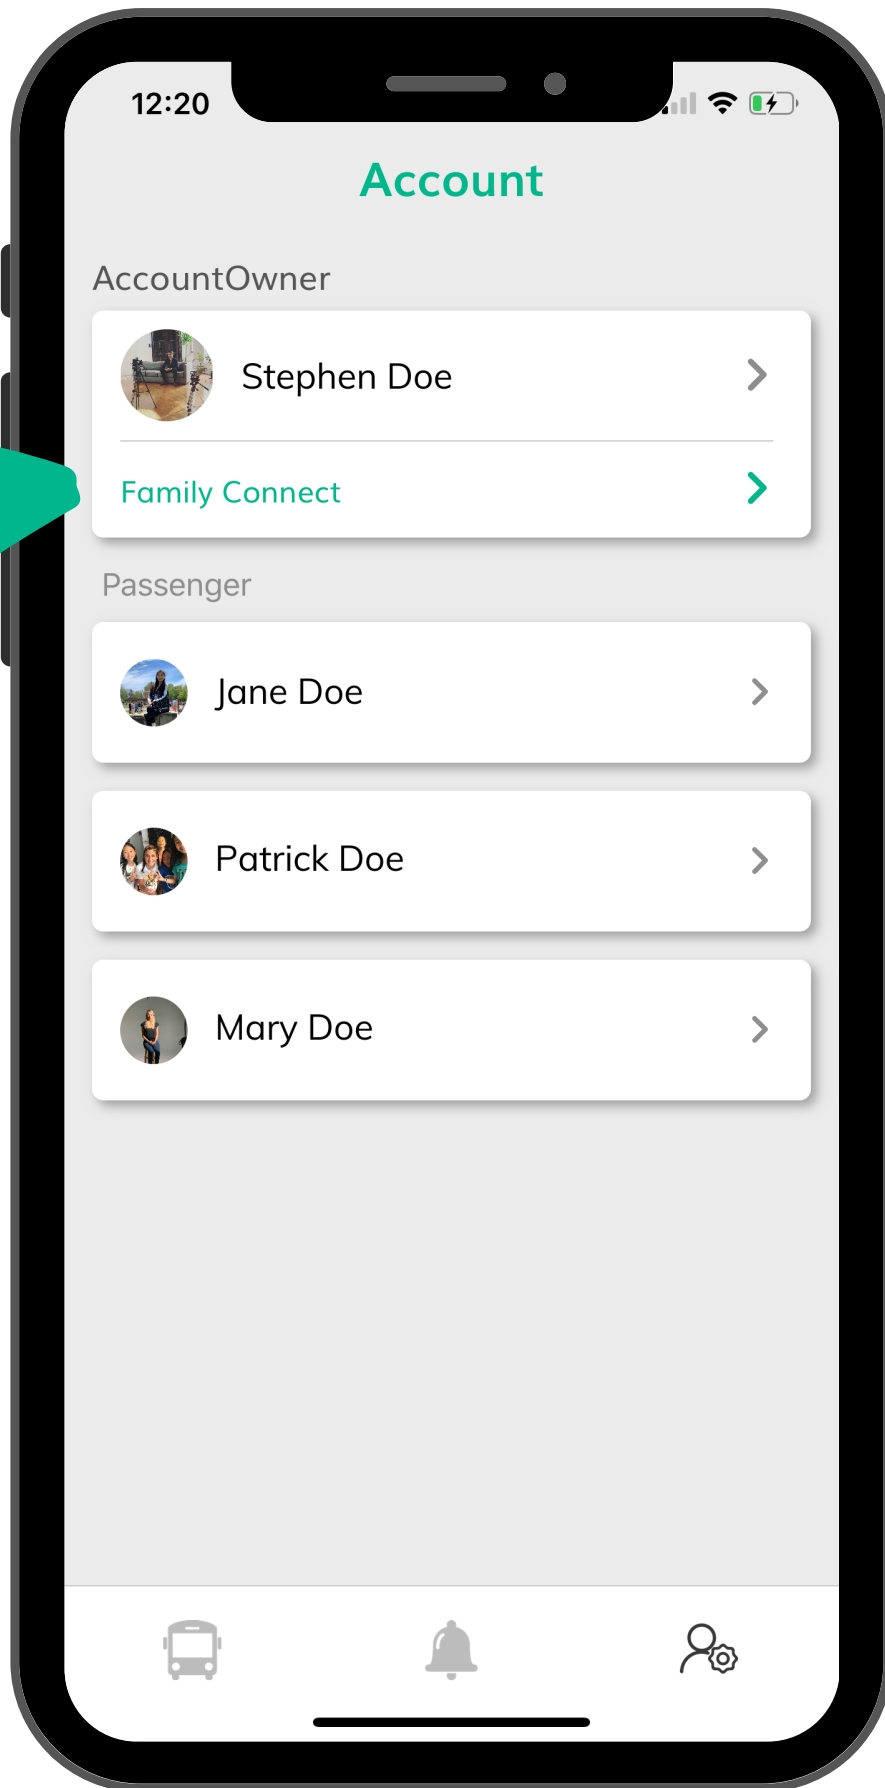 12:20
Account
AccountOwner
Stephen Doe
Family Connect
Passenger
Jane Doe
Patrick Doe
Mary Doe